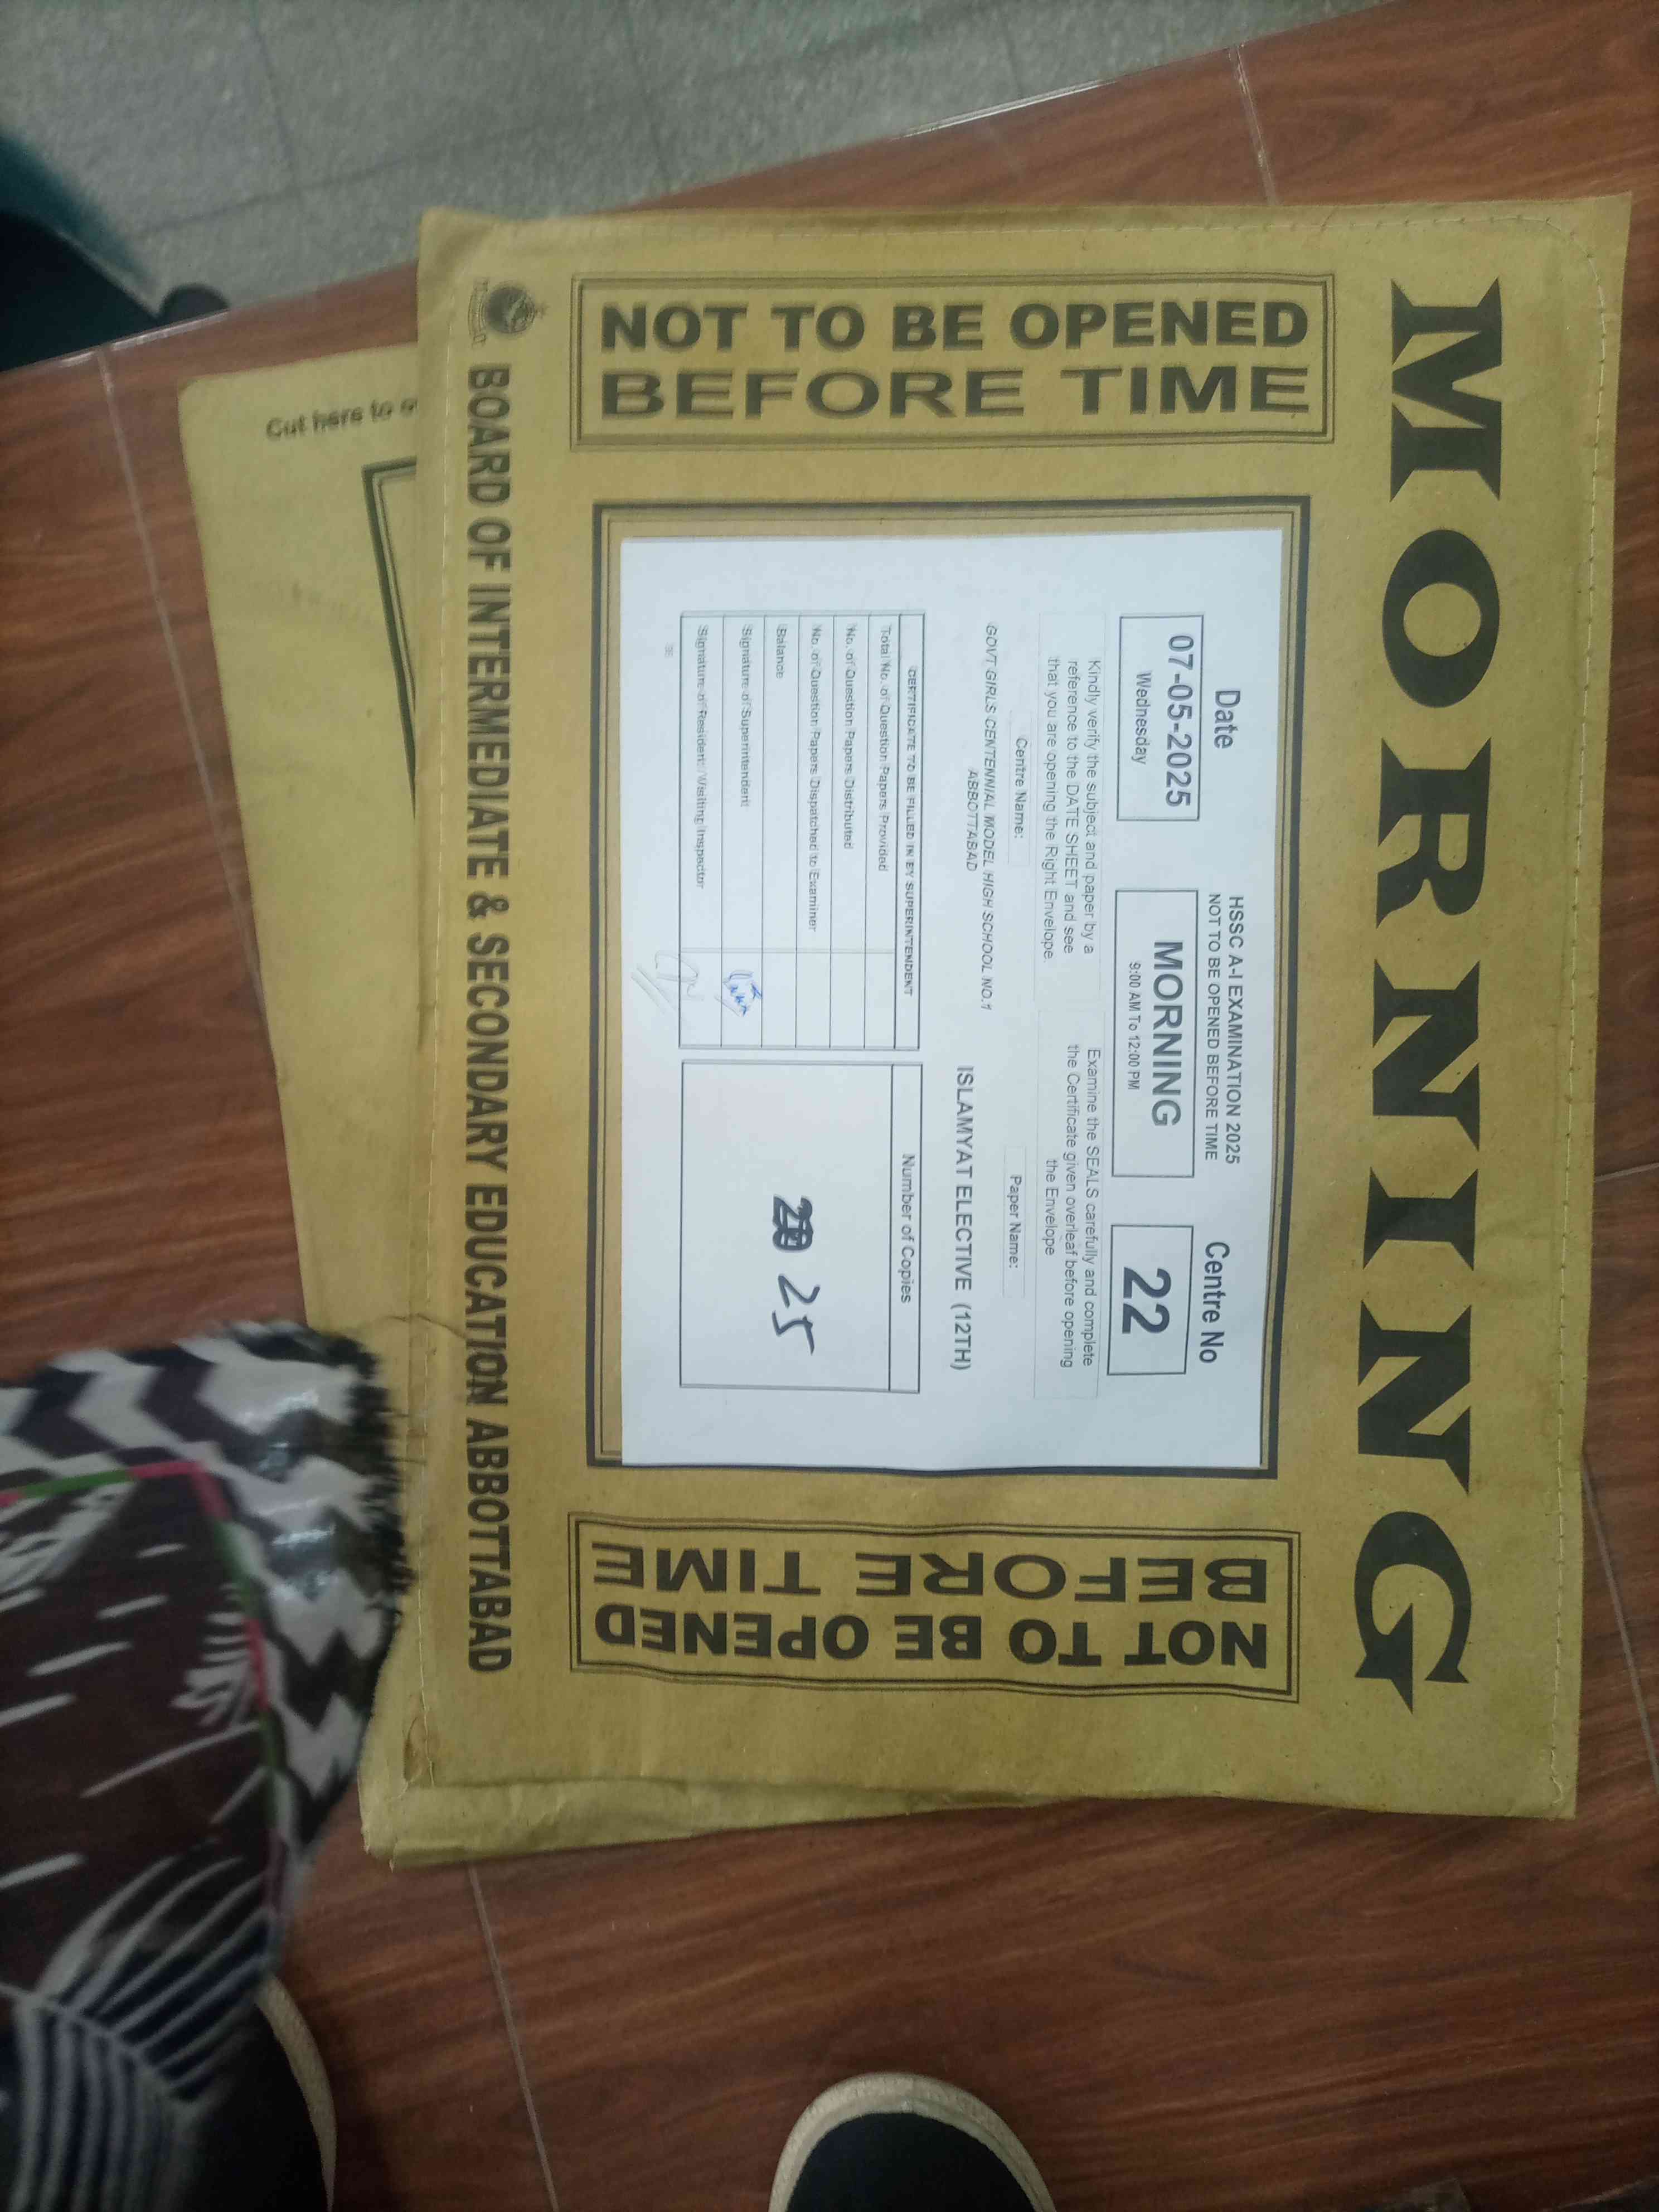 MORNING
NOT TO BE OPENED
BEFORE TIME
Date
07-05-2025
Wednesday
HSSC A-I EXAMINATION 2025
NOT TO BE OPENED BEFORE TIME
MORNING
9:00 AM To 12:00 PM
Centre No
22
Kindly verify the subject and paper by a
reference to the DATE SHEET and see
that you are opening the Right Envelope.
Examine the SEALS carefully and complete
the Certificate given overleaf before opening
the Envelope
Centre Name:
GOVT GIRLS CENTENNIAL MODEL HIGH SCHOOL NO.1
ABBOTTABAD
Paper Name:
ISLAMYAT ELECTIVE (12TH)
CERTIFICATE TO BE FILLED IN BY SUPERINTENDENT
Total No. of Question Papers Provided
No. of Question Papers Distributed
No. of Question Papers Dispatched to Examiner
Balance
Signature of Superintendent
Signature of Resident/Visiting Inspector
Number of Copies
25
NOT TO BE OPENED
BEFORE TIME
BOARD OF INTERMEDIATE & SECONDARY EDUCATION ABBOTTABAD
Cut here to